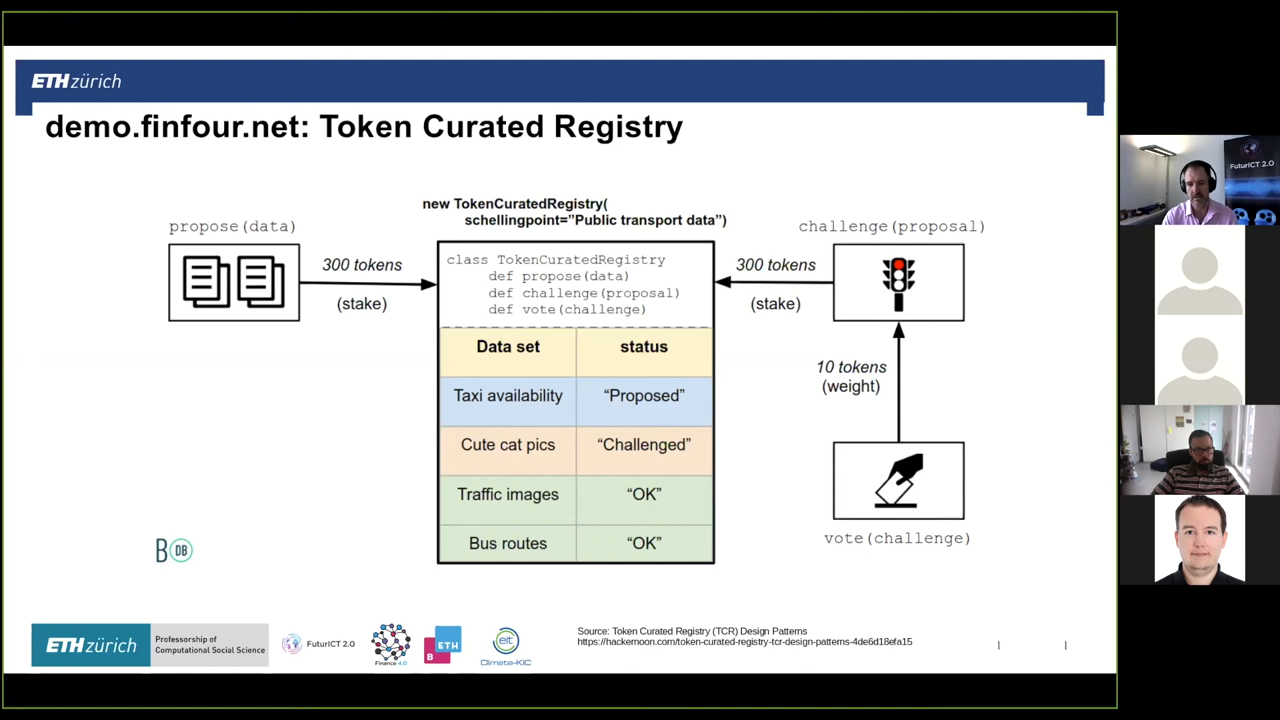 ETH zürich
demo.finfour.net: Token Curated Registry
new TokenCuratedRegistry(
schellingpoint=”Public transport data”)
propose(data)
300 tokens
(stake)
class TokenCuratedRegistry
def propose(data)
def challenge(proposal)
def vote(challenge)
300 tokens
(stake)
challenge(proposal)
Data set status
Taxi availability “Proposed”
Cute cat pics “Challenged”
Traffic images “OK”
Bus routes “OK”
10 tokens
(weight)
vote(challenge)
B DB
ETH zürich
Professorship of
Computational Social Science
FuturICT 2.0
Finance 4.0
B ETH
eit
Climate-KIC
Source: Token Curated Registry (TCR) Design Patterns
https://hackernoon.com/token-curated-registry-tcr-design-patterns-4de6d18efa15
FuturICT 2.0